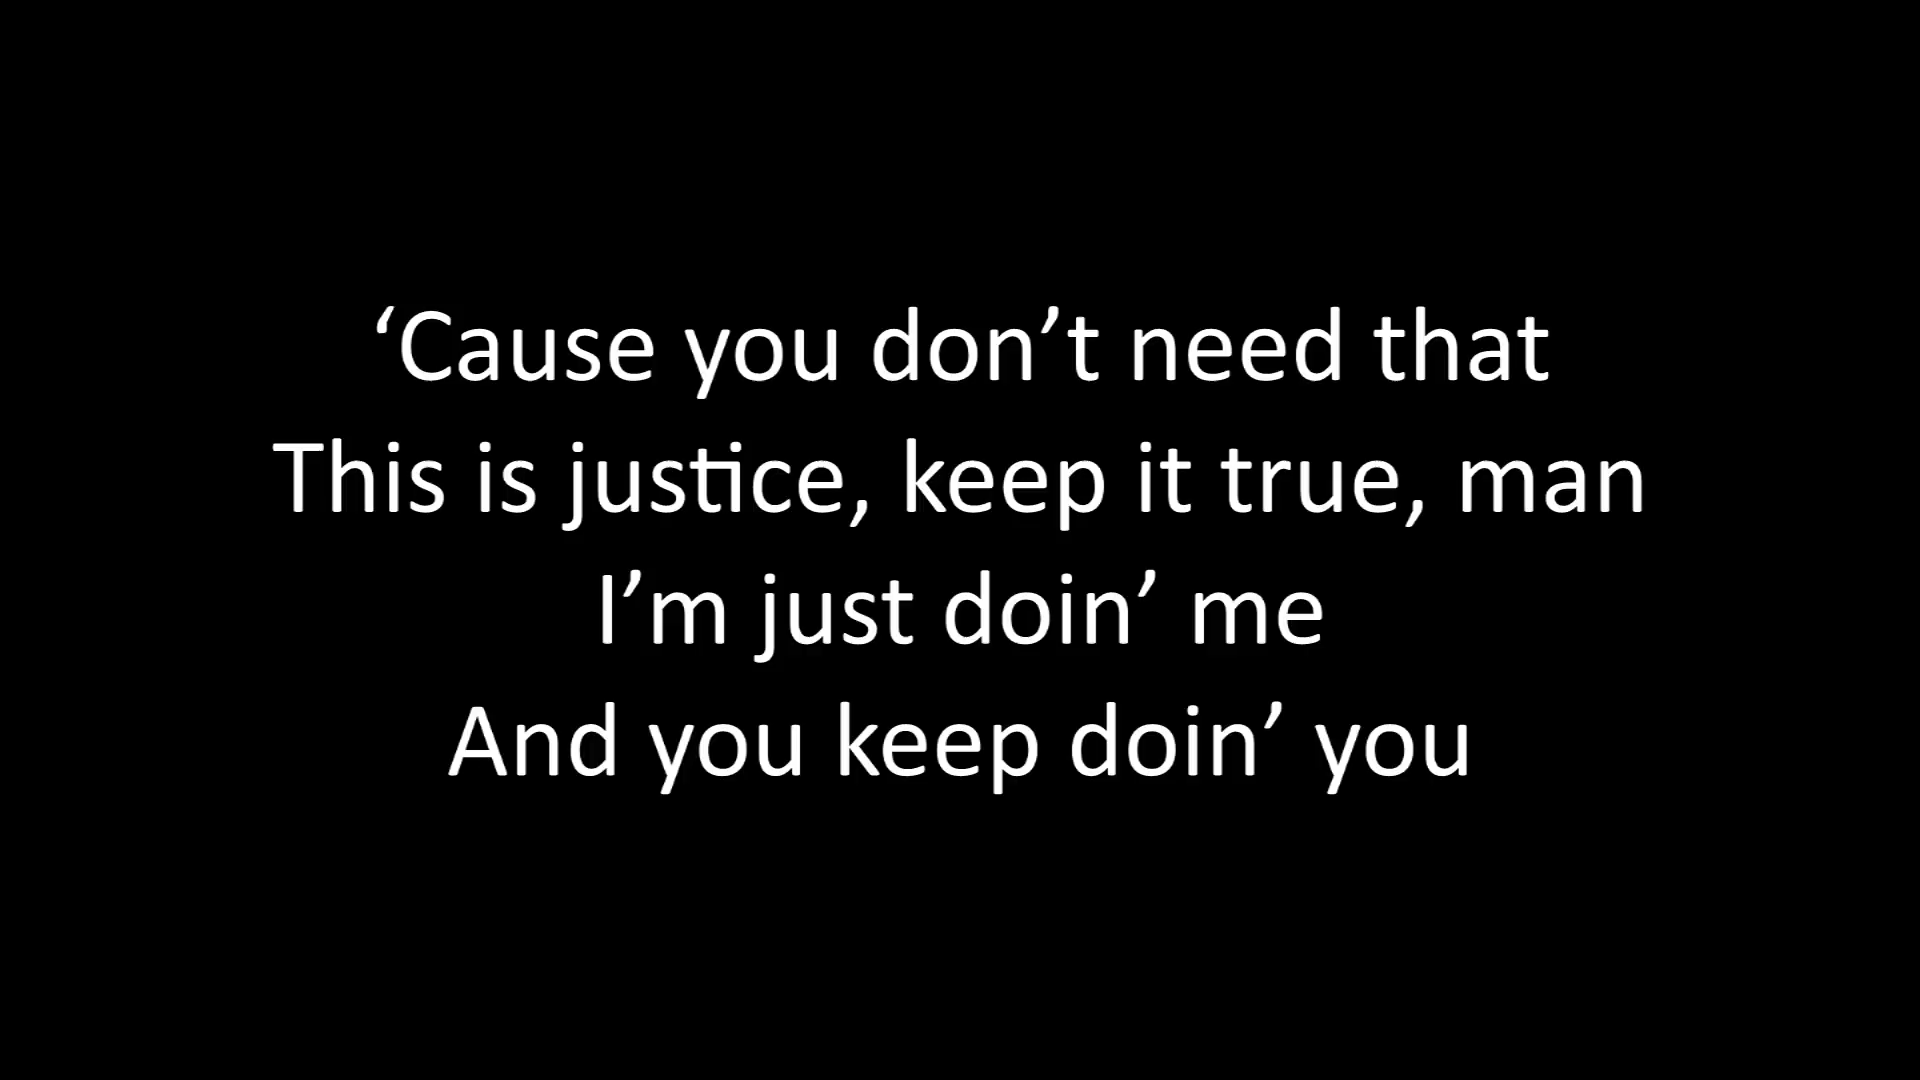 ‘Cause you don’t need that
This is justice, keep it true, man
I’m just doin’ me
And you keep doin’ you